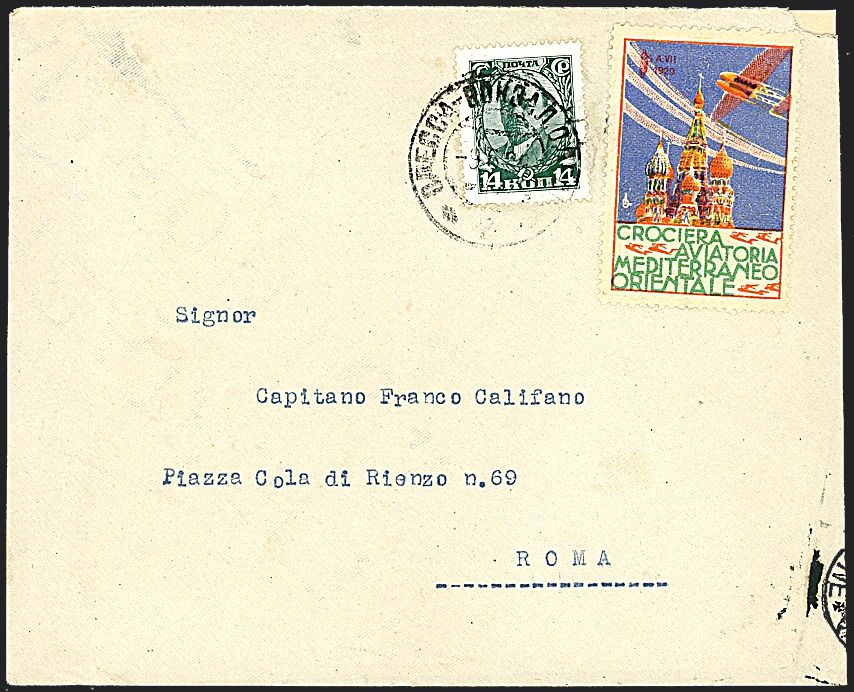 ПОЧТА
14 КОП 14
ОДЕССА-ВОКЗАЛ
A.VII
1929
CROCIERA
AVIATORIA
MEDITERRANEO
ORIENTALE
Signor
Capitano Franco Califano
Piazza Cola di Rienzo n.69
ROMA